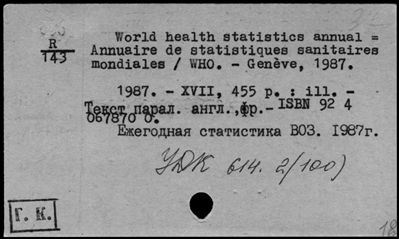 R
143
World health statistics annual =
Annuaire de statistiques sanitaires
mondiales / WHO. – Genève, 1987.
1987. – XVII, 455 p. : ill. –
Текст парал. англ., фр.– ISBN 92 4
067870 0.
Ежегодная статистика ВОЗ. 1987г.
УДК 614.2(100)
Г. К.